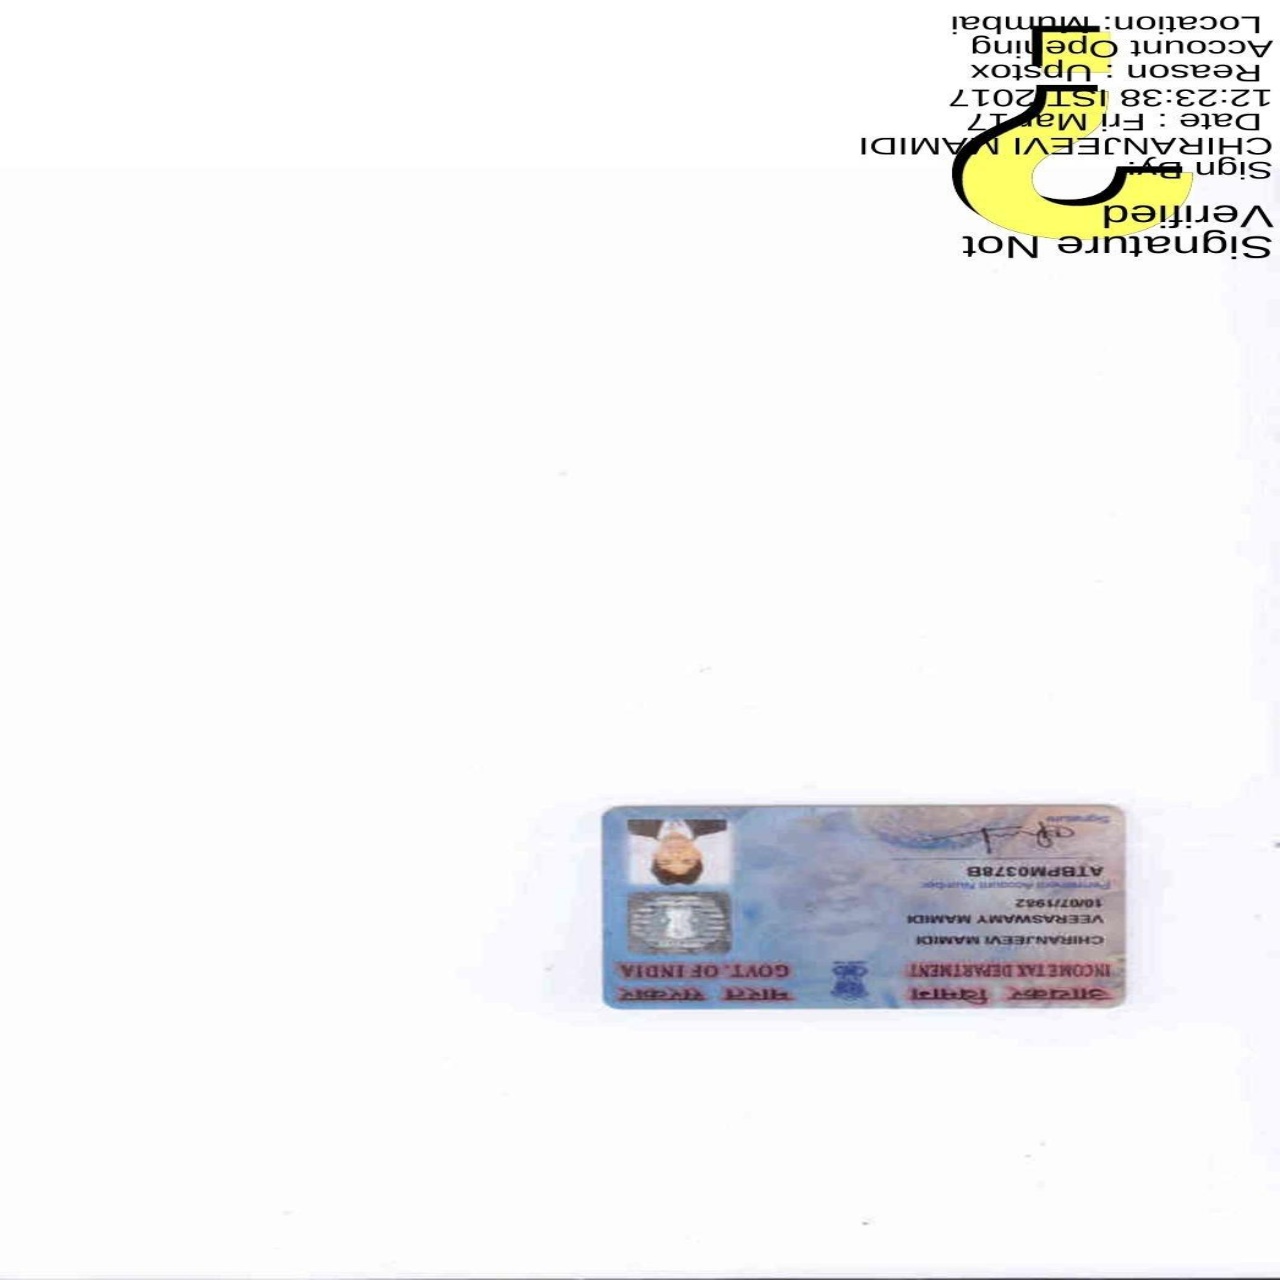 आयकर विभाग
भारत सरकार
INCOME TAX DEPARTMENT
GOVT. OF INDIA
CHIRANJEEVI MAMIDI
VEERASWAMY MAMIDI
10/07/1982
Permanent Account Number
ATBPM0378B
Signature
Signature Not
Verified
Sign By:
CHIRANJEEVI MAMIDI
Date : Fri Mar 17
12:23:38 IST 2017
Reason : Upstox
Account Opening
Location: Mumbai